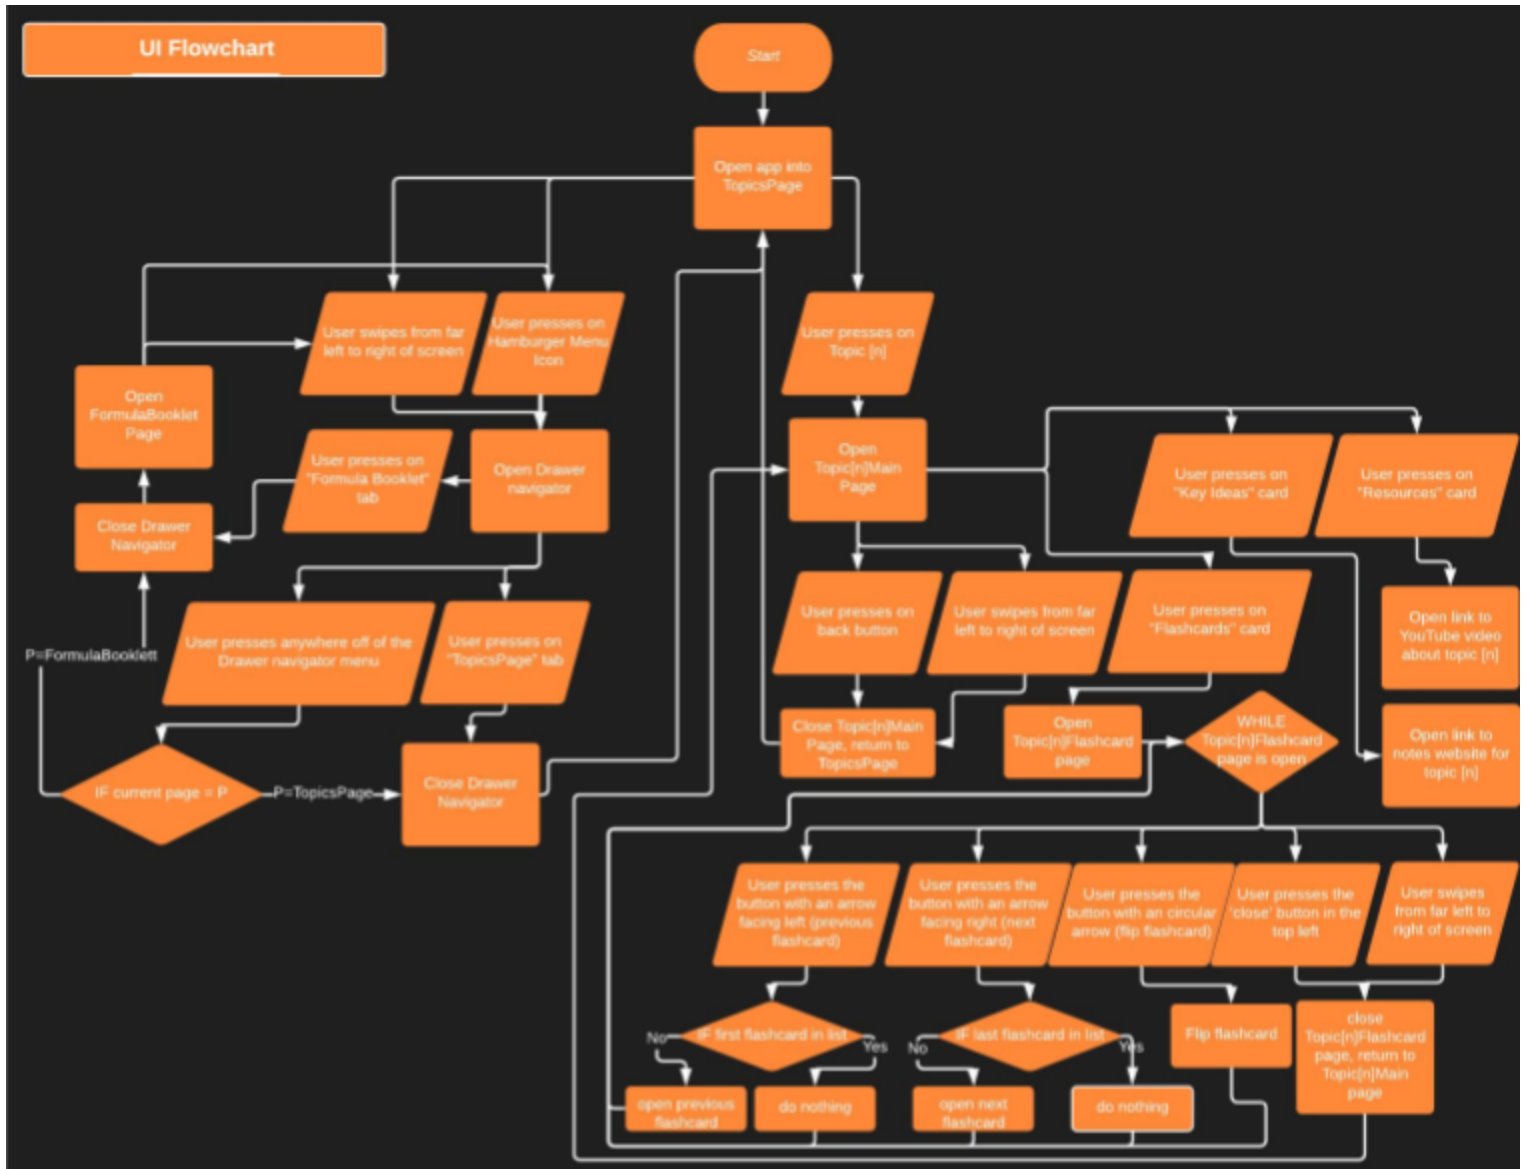 UI Flowchart
Start
Open app into
TopicsPage
User swipes from far
left to right of screen
User presses on
Hamburger Menu
Icon
User presses on
Topic [n]
Open
FormulaBooklet
Page
User presses on
"Formula Booklet"
tab
Open Drawer
navigator
Open
Topic[n]Main
Page
User presses on
"Key Ideas" card
User presses on
"Resources" card
Close Drawer
Navigator
User presses anywhere off of the
Drawer navigator menu
User presses on
"TopicsPage" tab
User presses on
back button
User swipes from far
left to right of screen
User presses on
"Flashcards" card
Open link to
YouTube video
about topic [n]
P=FormulaBooklett
Close Topic[n]Main
Page, return to
TopicsPage
Open
Topic[n]Flashcard
page
WHILE
Topic[n]Flashcard
page is open
Open link to
notes website for
topic [n]
IF current page = P
P=TopicsPage
Close Drawer
Navigator
User presses the
button with an arrow
facing left (previous
flashcard)
User presses the
button with an arrow
facing right (next
flashcard)
User presses the
button with an circular
arrow (flip flashcard)
User presses the
'close' button in the
top left
User swipes
from far left to
right of screen
IF first flashcard in list
No
Yes
IF last flashcard in list
No
Yes
Flip flashcard
close
Topic[n]Flashcard
page, return to
Topic[n]Main
page
open previous
flashcard
do nothing
open next
flashcard
do nothing